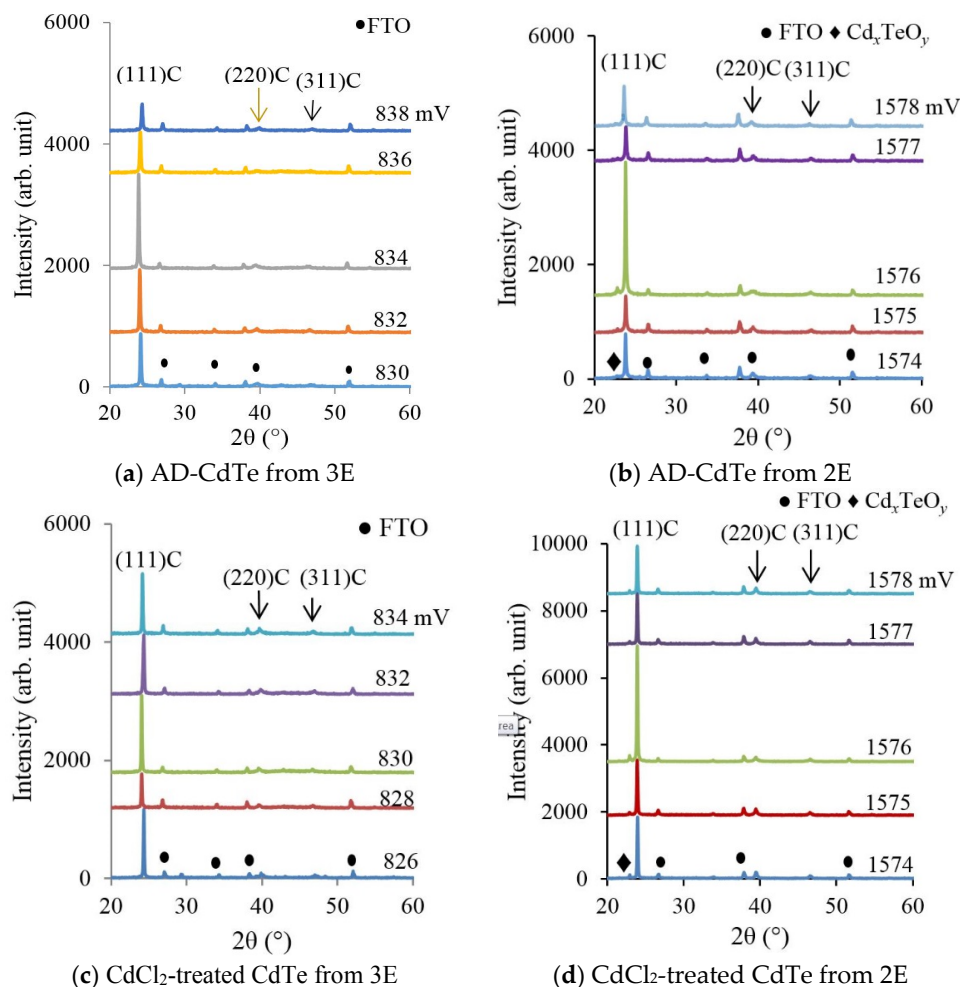 6000
● FTO
(111)C
(220)C
(311)C
838 mV
4000
836
834
2000
832
830
0
20 30 40 50 60
Intensity (arb. unit)
2θ (°)
(a) AD-CdTe from 3E
6000
● FTO ♦ CdxTeOy
(111)C
(220)C (311)C
1578 mV
4000
1577
1576
2000
1575
1574
0
20 30 40 50 60
Intensity (arb. unit)
2θ (°)
(b) AD-CdTe from 2E
6000
● FTO
(111)C
(220)C (311)C
834 mV
4000
832
830
2000
828
826
0
20 30 40 50 60
Intensity (arb. unit)
2θ (°)
(c) CdCl₂-treated CdTe from 3E
● FTO ♦ CdxTeOy
(111)C
(220)C (311)C
10000
1578 mV
8000
1577
6000
4000
1576
2000
1575
1574
0
20 30 40 50 60
Intensity (arb. unit)
rea
2θ (°)
(d) CdCl₂-treated CdTe from 2E